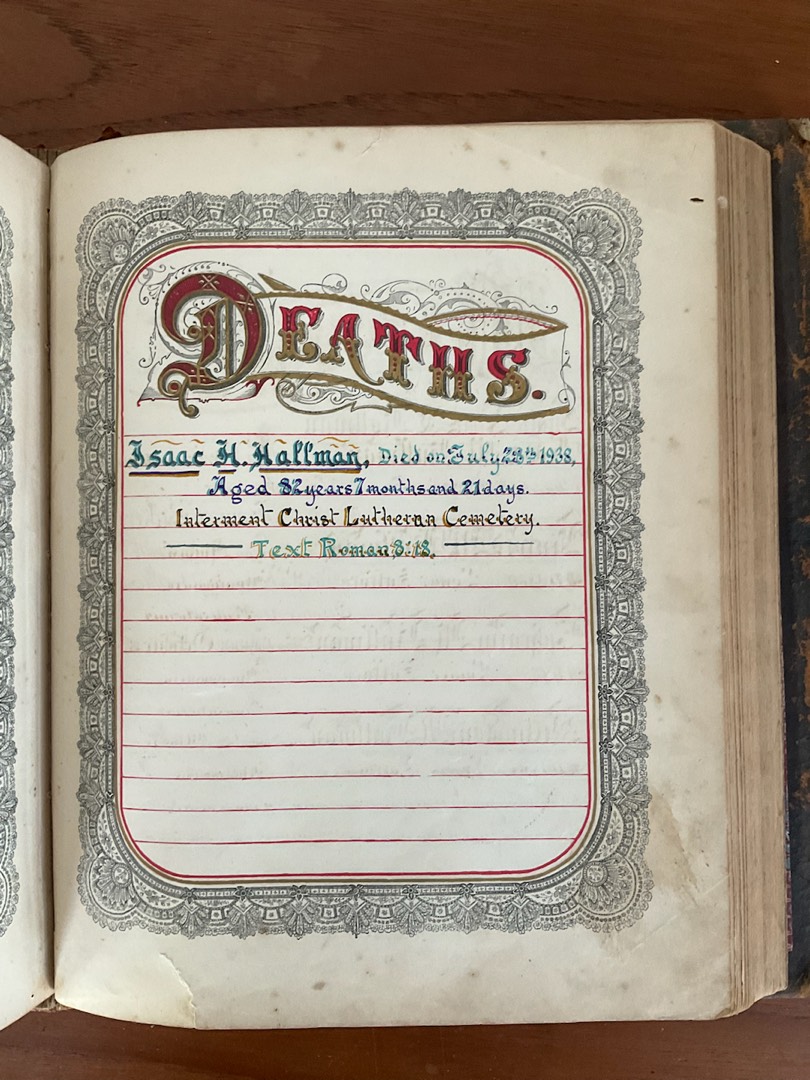 DEATHS.
Isaac H. Hallman, Died on July 28th 1938,
Aged 82 years 7 months and 21 days.
Interment Christ Lutheran Cemetery.
Text Roman 8:18.